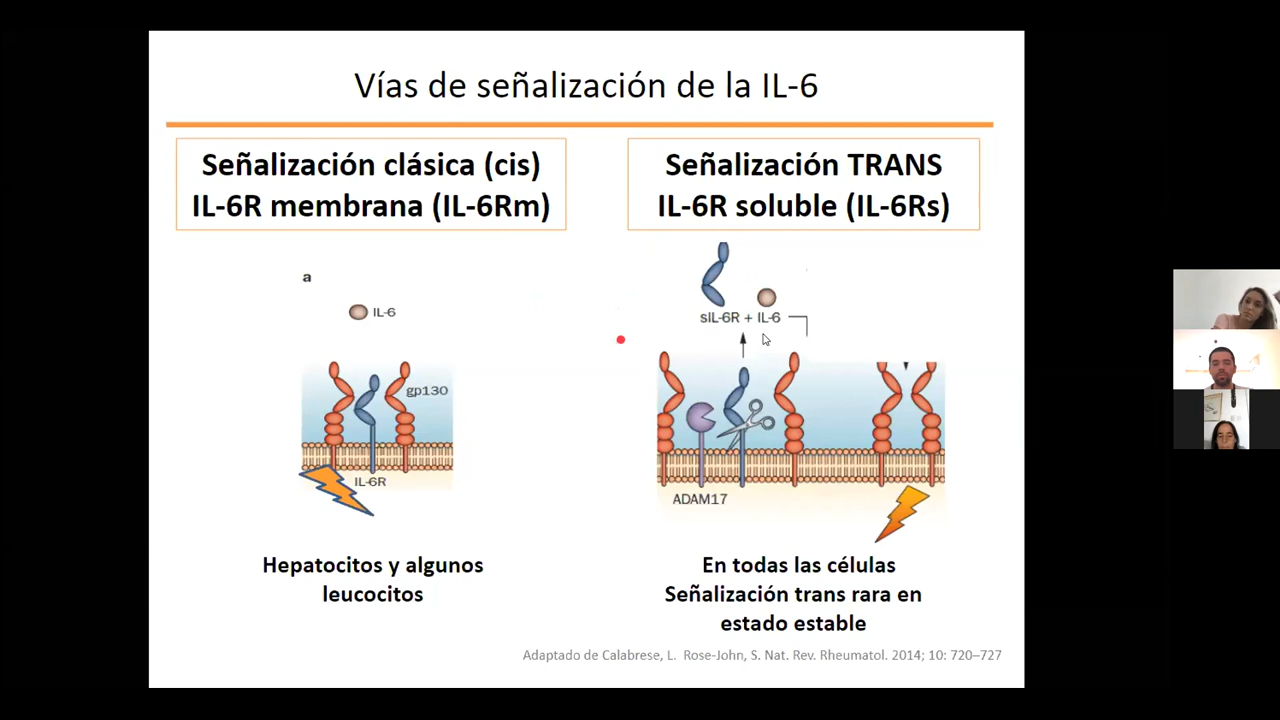 Vías de señalización de la IL-6
Señalización clásica (cis)
IL-6R membrana (IL-6Rm)
Señalización TRANS
IL-6R soluble (IL-6Rs)
a
IL-6
gp130
IL-6R
Hepatocitos y algunos
leucocitos
sIL-6R + IL-6
ADAM17
En todas las células
Señalización trans rara en
estado estable
Adaptado de Calabrese, L. Rose-John, S. Nat. Rev. Rheumatol. 2014; 10: 720–727